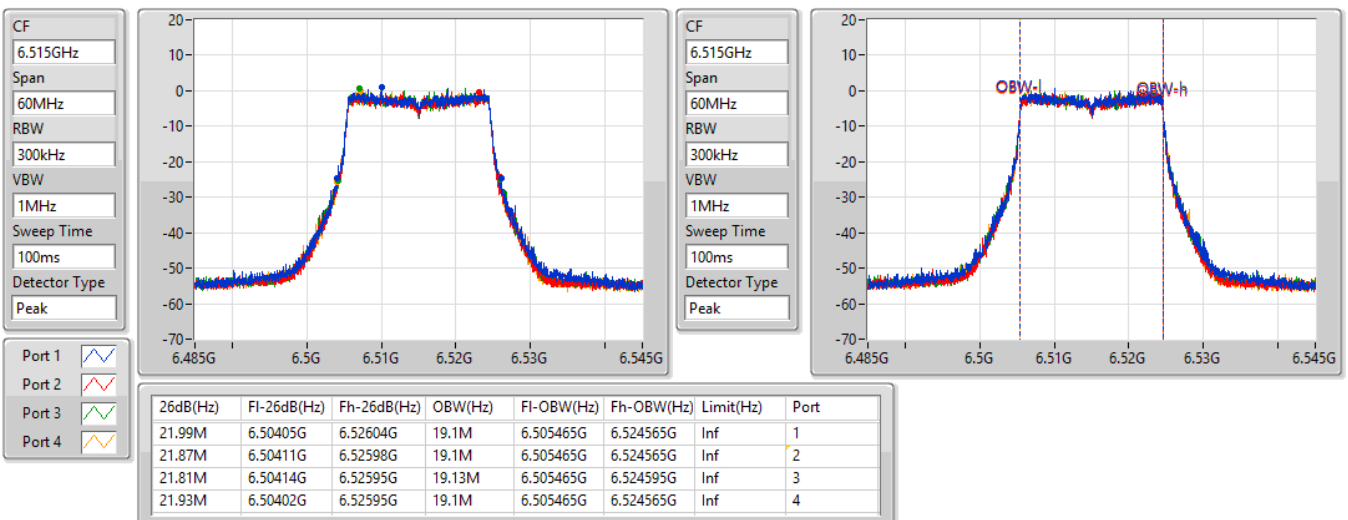 CF
6.515GHz
Span
60MHz
RBW
300kHz
VBW
1MHz
Sweep Time
100ms
Detector Type
Peak
20
10
0
-10
-20
-30
-40
-50
-60
-70
6.485G 6.5G 6.51G 6.52G 6.53G 6.545G
CF
6.515GHz
Span
60MHz
RBW
300kHz
VBW
1MHz
Sweep Time
100ms
Detector Type
Peak
20
10
0
-10
-20
-30
-40
-50
-60
-70
OBW-l OBW-h
6.485G 6.5G 6.51G 6.52G 6.53G 6.545G
Port 1
Port 2
Port 3
Port 4
26dB(Hz) Fl-26dB(Hz) Fh-26dB(Hz) OBW(Hz) Fl-OBW(Hz) Fh-OBW(Hz) Limit(Hz) Port
21.99M 6.50405G 6.52604G 19.1M 6.505465G 6.524565G Inf 1
21.87M 6.50411G 6.52598G 19.1M 6.505465G 6.524565G Inf 2
21.81M 6.50414G 6.52595G 19.13M 6.505465G 6.524595G Inf 3
21.93M 6.50402G 6.52595G 19.1M 6.505465G 6.524565G Inf 4